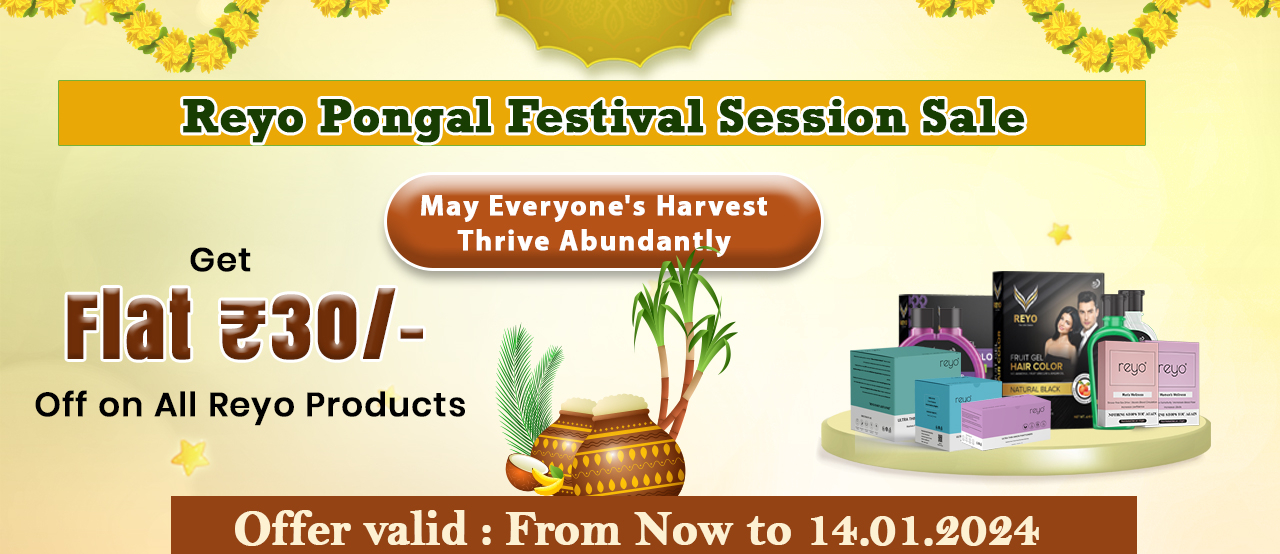 Reyo Pongal Festival Session Sale
May Everyone's Harvest
Thrive Abundantly
Get
Flat ₹30/-
Off on All Reyo Products
REYO
FRUIT GEL
HAIR COLOR
NATURAL BLACK
reyo
reyo
reyo
reyo
reyo
Offer valid : From Now to 14.01.2024